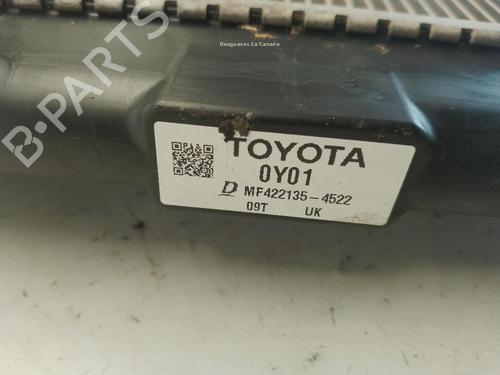 Desguaces La Cabaña
B-PARTS
TOYOTA
0Y01
D MF422135-4522
09T UK